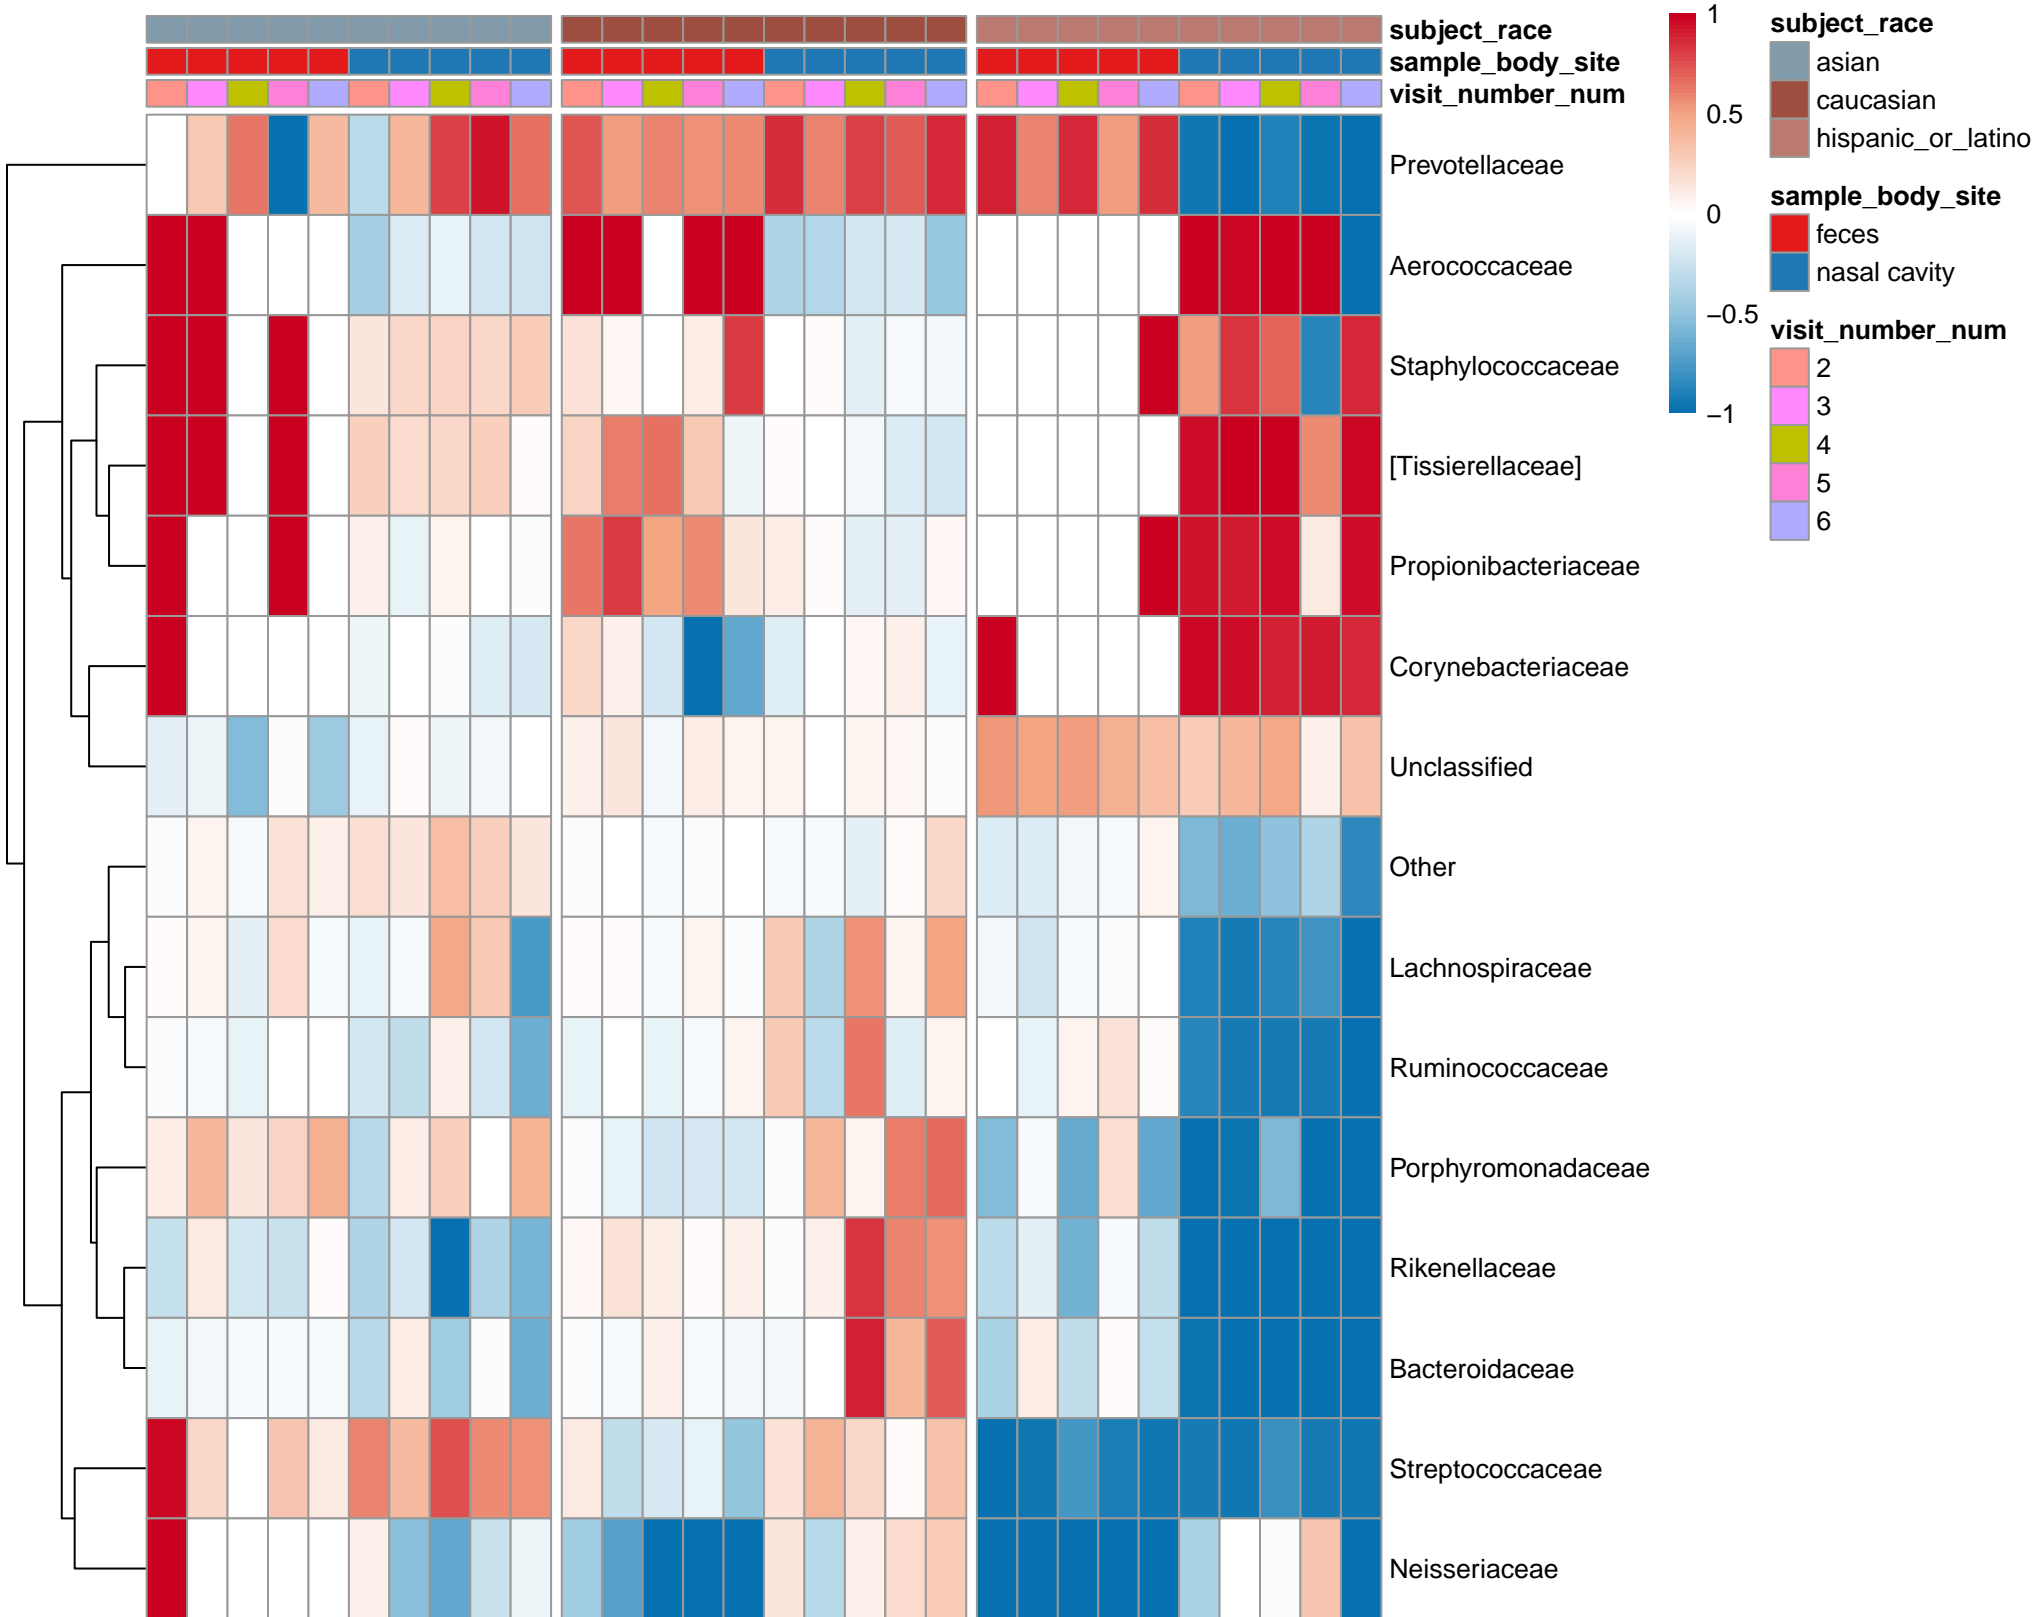 subject_race
sample_body_site
visit_number_num
Prevotellaceae
Aerococcaceae
Staphylococcaceae
[Tissierellaceae]
Propionibacteriaceae
Corynebacteriaceae
Unclassified
Other
Lachnospiraceae
Ruminococcaceae
Porphyromonadaceae
Rikenellaceae
Bacteroidaceae
Streptococcaceae
Neisseriaceae
1
0.5
0
−0.5
−1
subject_race
asian
caucasian
hispanic_or_latino
sample_body_site
feces
nasal cavity
visit_number_num
2
3
4
5
6